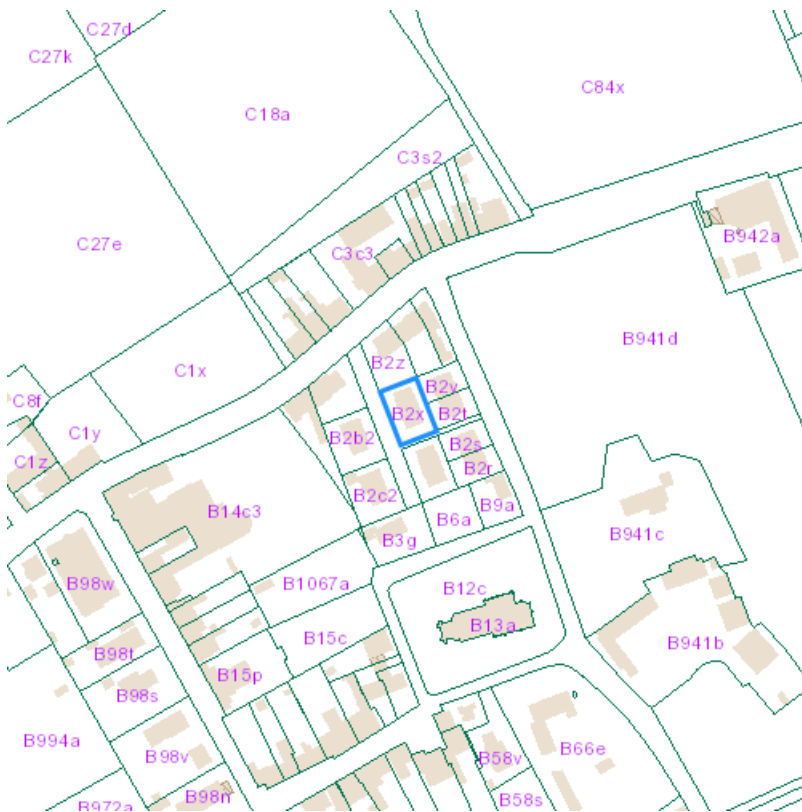 C27d
C27k
C84x
C18a
C3s2
B942a
C27e
C3c3
B941d
B2z
C1x
B2y
C8f
B2x
B2t
C1y
B2b2
B2s
C1z
B2r
B2c2
B9a
B14c3
B6a
B941c
B3g
B98w
B1067a
B12c
B13a
B15c
B941b
B98t
B15p
B98s
B994a
B66e
B98v
B58v
B98n
B58s
B972a